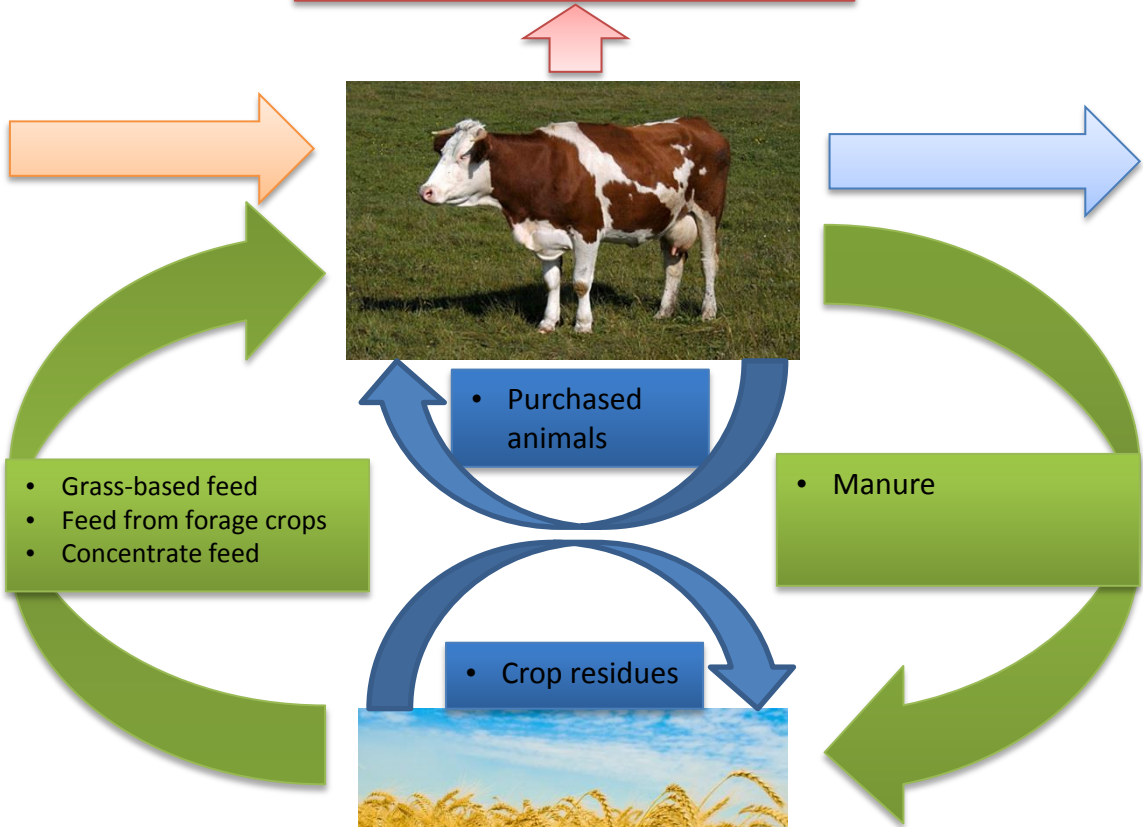 • Purchased
animals
• Grass-based feed
• Feed from forage crops
• Concentrate feed
• Manure
• Crop residues